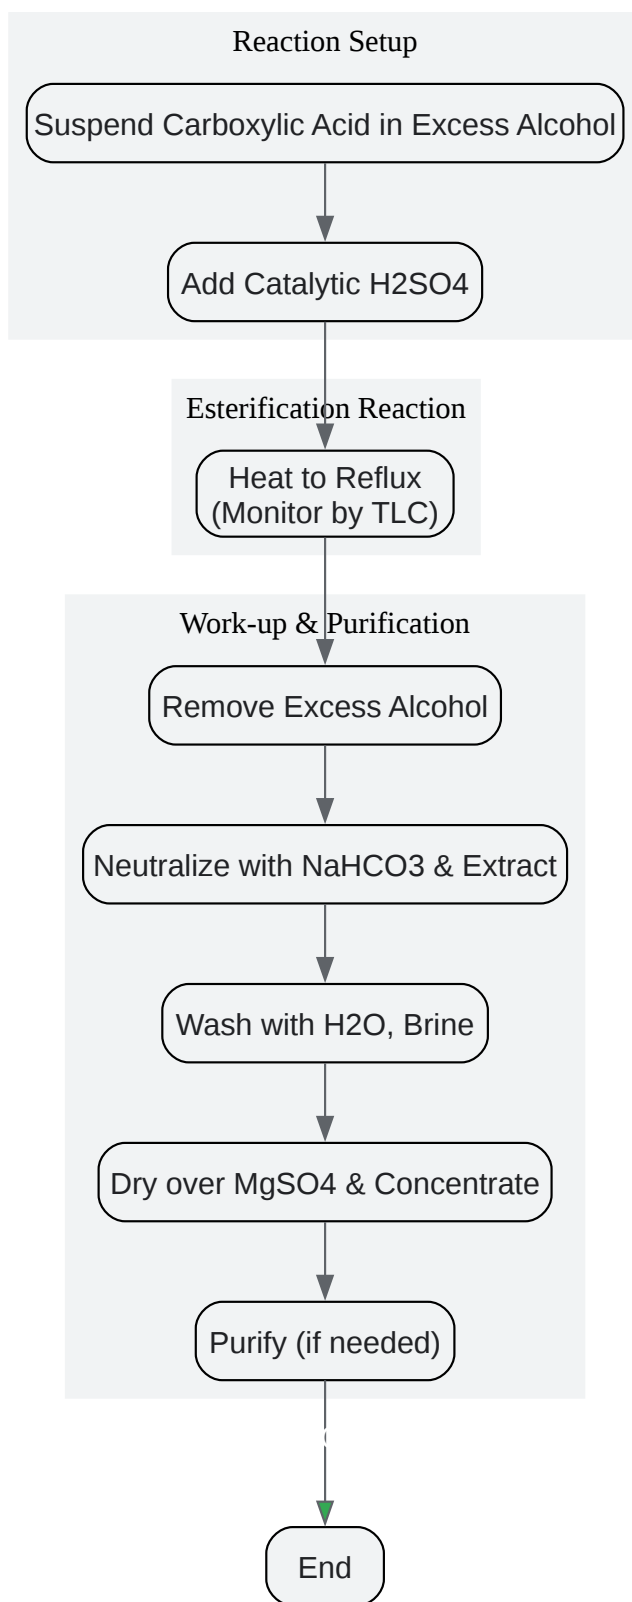 Reaction Setup
Suspend Carboxylic Acid in Excess Alcohol
Add Catalytic H2SO4
Esterification Reaction
Heat to Reflux
(Monitor by TLC)
Work-up & Purification
Remove Excess Alcohol
Neutralize with NaHCO3 & Extract
Wash with H2O, Brine
Dry over MgSO4 & Concentrate
Purify (if needed)
End